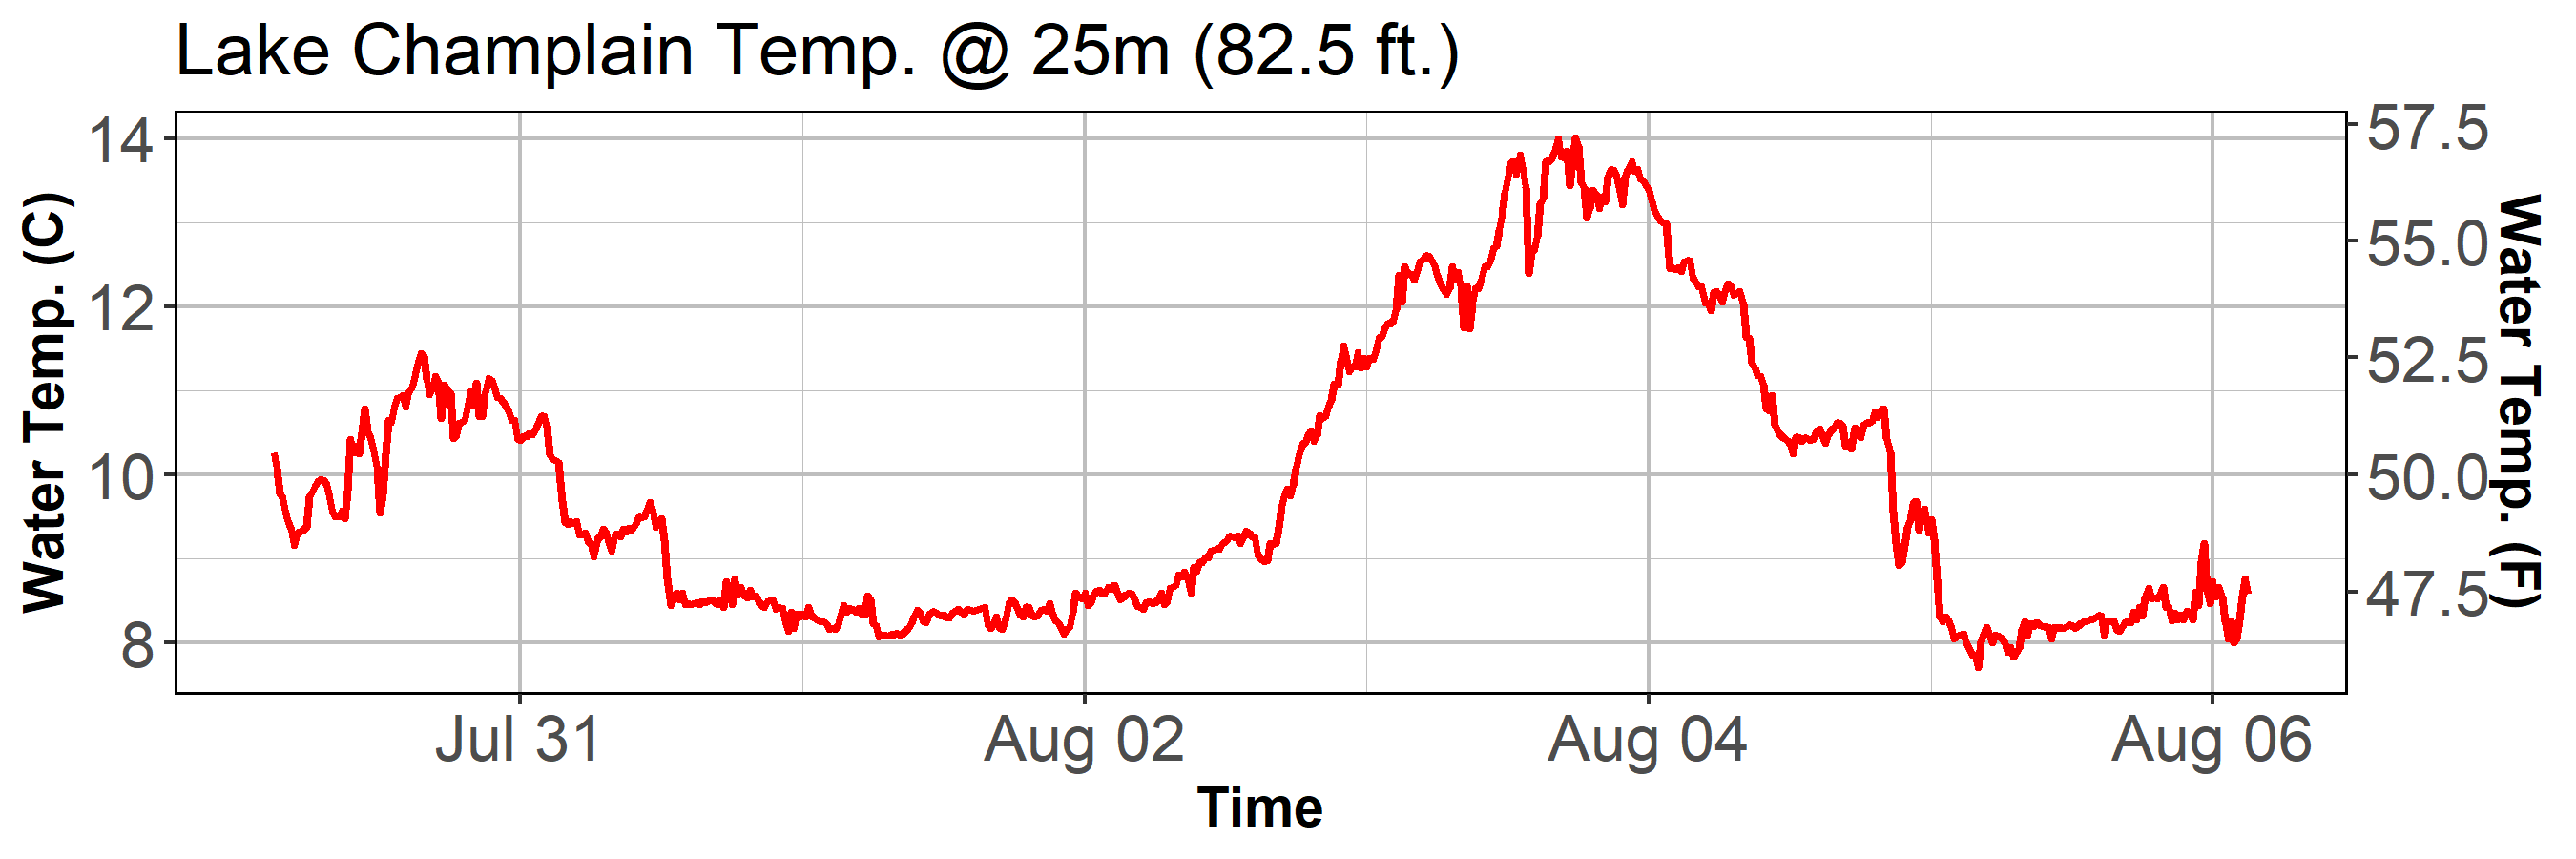 Lake Champlain Temp. @ 25m (82.5 ft.)
Water Temp. (C)
14
12
10
8
57.5
55.0
52.5
50.0
47.5
Water Temp. (F)
Jul 31
Aug 02
Aug 04
Aug 06
Time